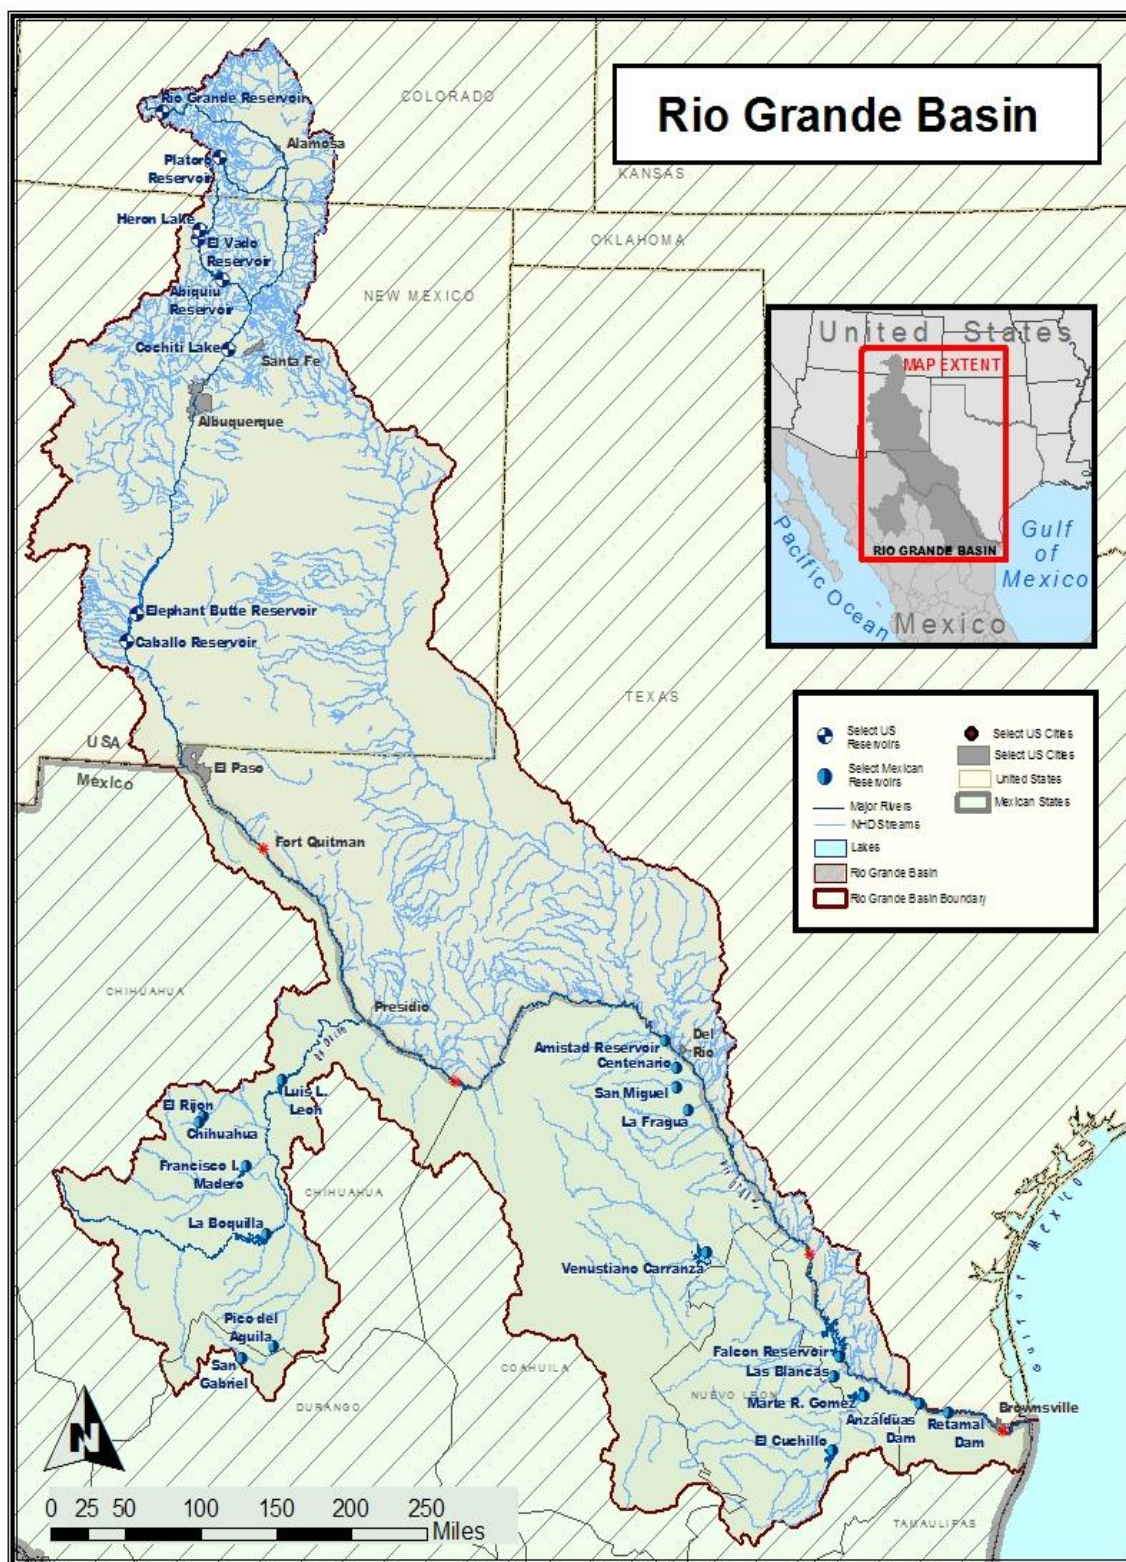 Rio Grande Basin
COLORADO
KANSAS
OKLAHOMA
NEW MEXICO
TEXAS
Rio Grande Reservoir
Alamosa
Platoro
Reservoir
Heron Lake
El Vado
Reservoir
Abiquiu
Reservoir
Cochiti Lake
Santa Fe
Albuquerque
Elephant Butte Reservoir
Caballo Reservoir
USA
Mexico
El Paso
Fort Quitman
Presidio
CHIHUAHUA
United States
MAP EXTENT
RIO GRANDE BASIN
Pacific Ocean
Gulf
of
Mexico
Mexico
Select US
Reservoirs
Select Mexican
Reservoirs
Major Rivers
NHDStreams
Lakes
Rio Grande Basin
Rio Grande Basin Boundary
Select US Cities
Select US Cities
United States
Mexican States
Amistad Reservoir
Del
Rio
Centenario
San Miguel
La Fragua
Luis L.
Leon
El Rijon
Chihuahua
Francisco I.
Madero
CHIHUAHUA
La Boquilla
Pico del
Aguila
San
Gabriel
DURANGO
COAHUILA
Venustiano Carranza
Falcon Reservoir
Las Blancas
NUEVO LEON
Marte R. Gomez
Anzalduas
Dam
Retamal
Dam
Brownsville
El Cuchillo
TAMAULIPAS
Gulf of Mexico
N
0 25 50 100 150 200 250
Miles